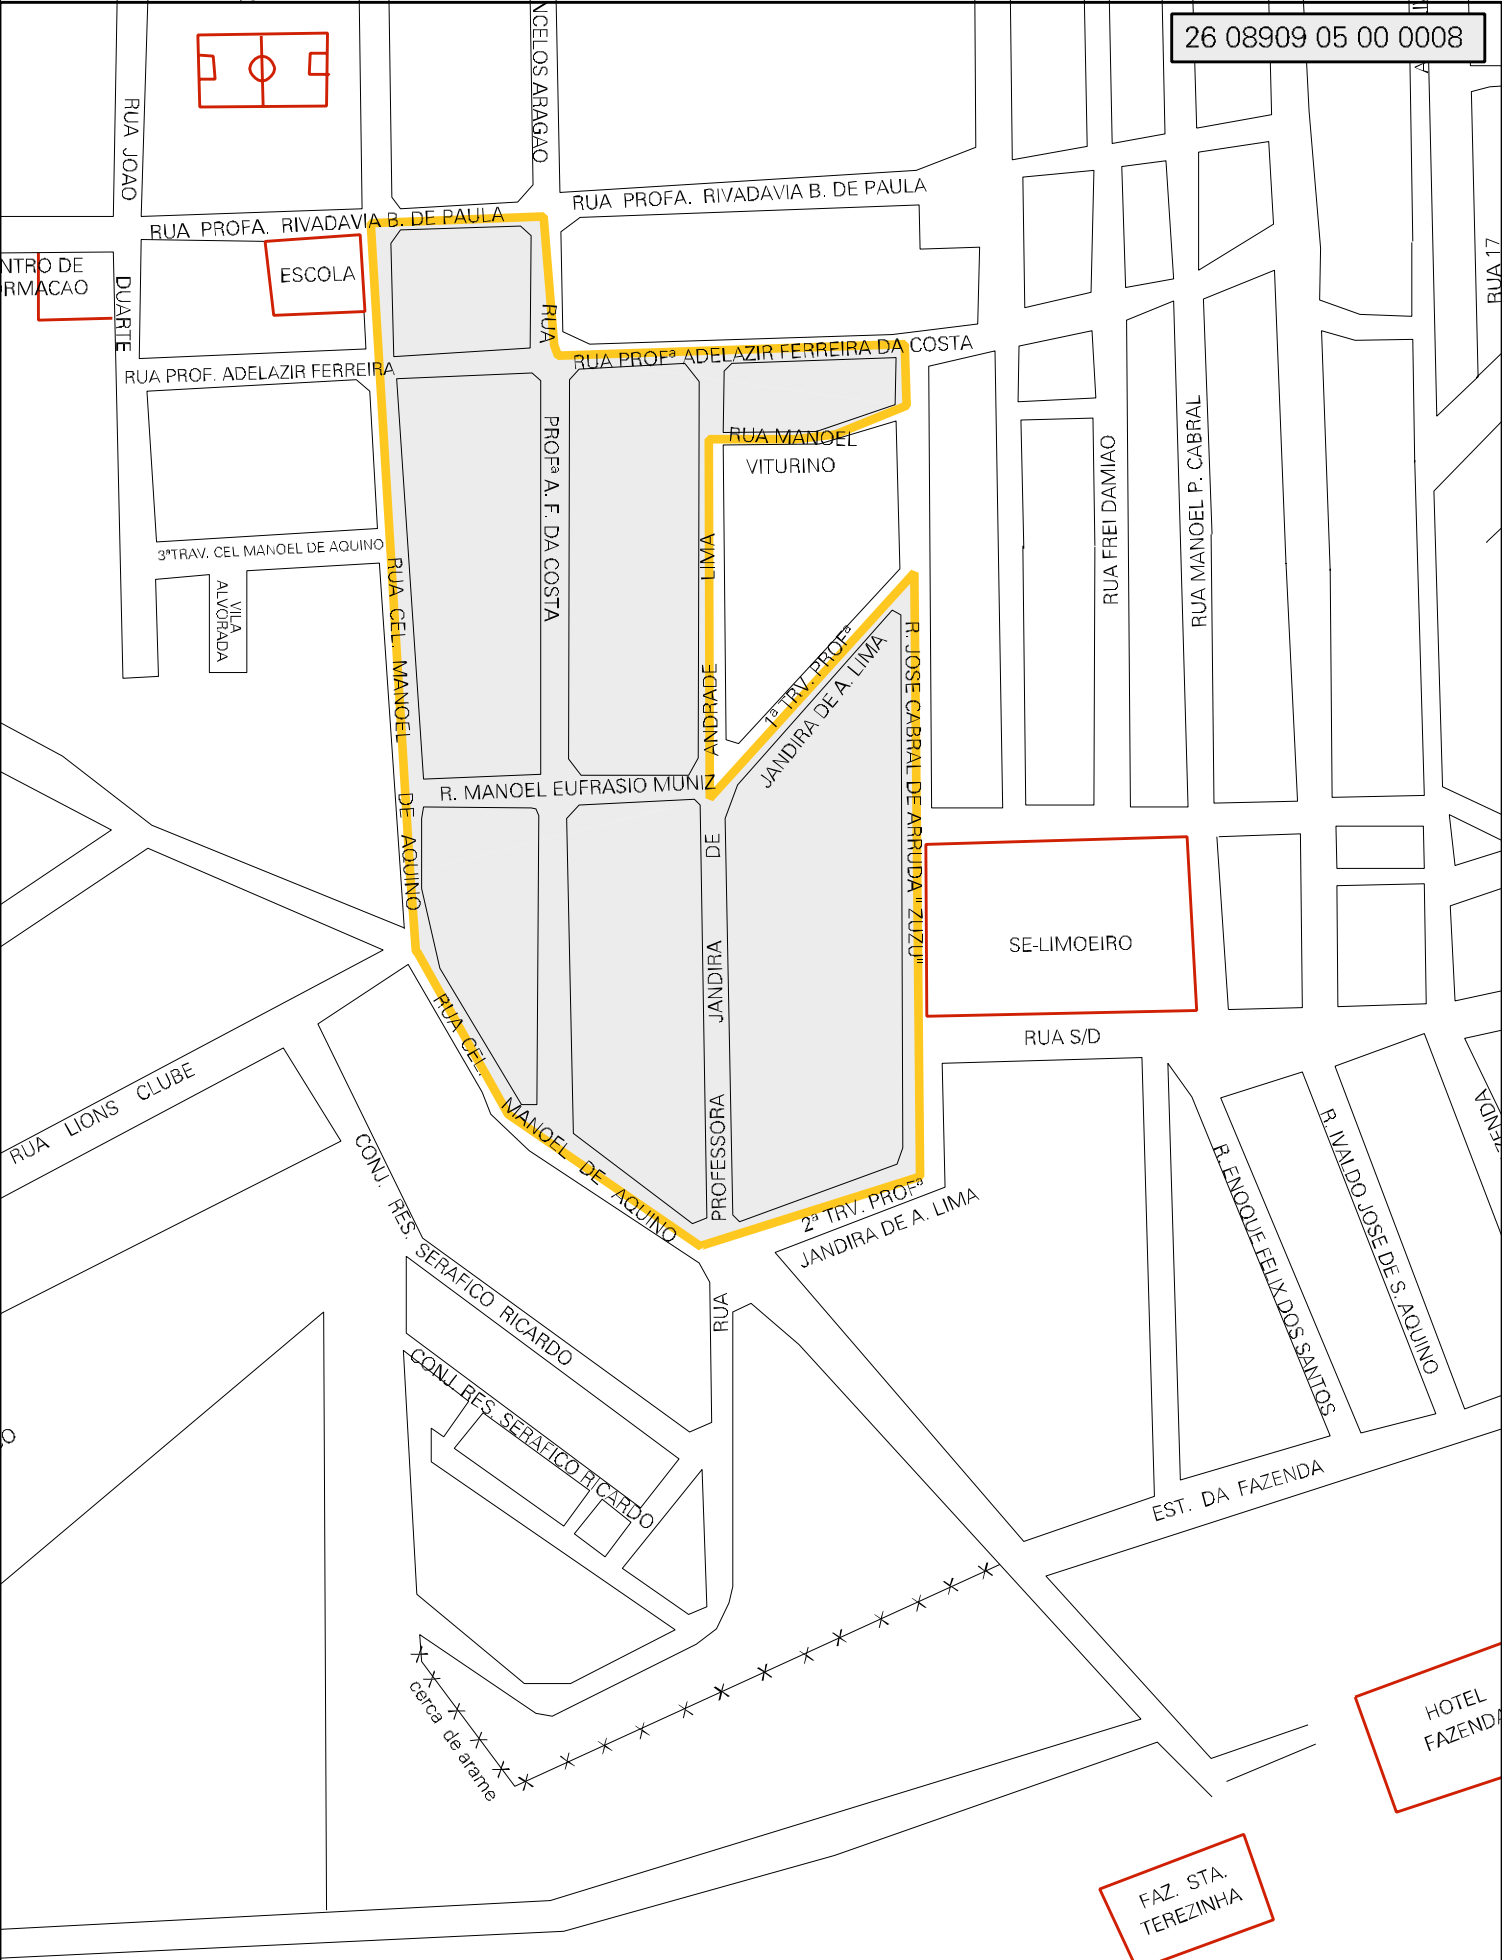 26 08909 05 00 0008
NCELOS ARAGAO
RUA JOAO
DUARTE
RUA PROFA. RIVADAVIA B. DE PAULA
RUA PROFA. RIVADAVIA B. DE PAULA
NTRO DE
RMACAO
ESCOLA
RUA 17
RUA
RUA PROFª ADELAZIR FERREIRA DA COSTA
RUA PROF. ADELAZIR FERREIRA
PROFª A. F. DA COSTA
RUA MANOEL
VITURINO
RUA FREI DAMIAO
RUA MANOEL P. CABRAL
3ªTRAV. CEL MANOEL DE AQUINO
VILA
ALVORADA
RUA CEL. MANOEL DE AQUINO
1ª TRV. PROFª
JANDIRA DE A. LIMA
R. JOSE CABRAL DE ARRUDA "ZUZU"
R. MANOEL EUFRASIO MUNIZ
RUA PROFESSORA JANDIRA DE ANDRADE LIMA
SE-LIMOEIRO
RUA S/D
RUA CEL. MANOEL DE AQUINO
RUA LIONS CLUBE
CONJ. RES. SERAFICO RICARDO
2ª TRV. PROFª
JANDIRA DE A. LIMA
R. ENOQUE FELIX DOS SANTOS
R. IVALDO JOSE DE S. AQUINO
ZENDA
CONJ. RES. SERAFICO RICARDO
EST. DA FAZENDA
cerca de arame
HOTEL
FAZENDA
FAZ. STA.
TEREZINHA